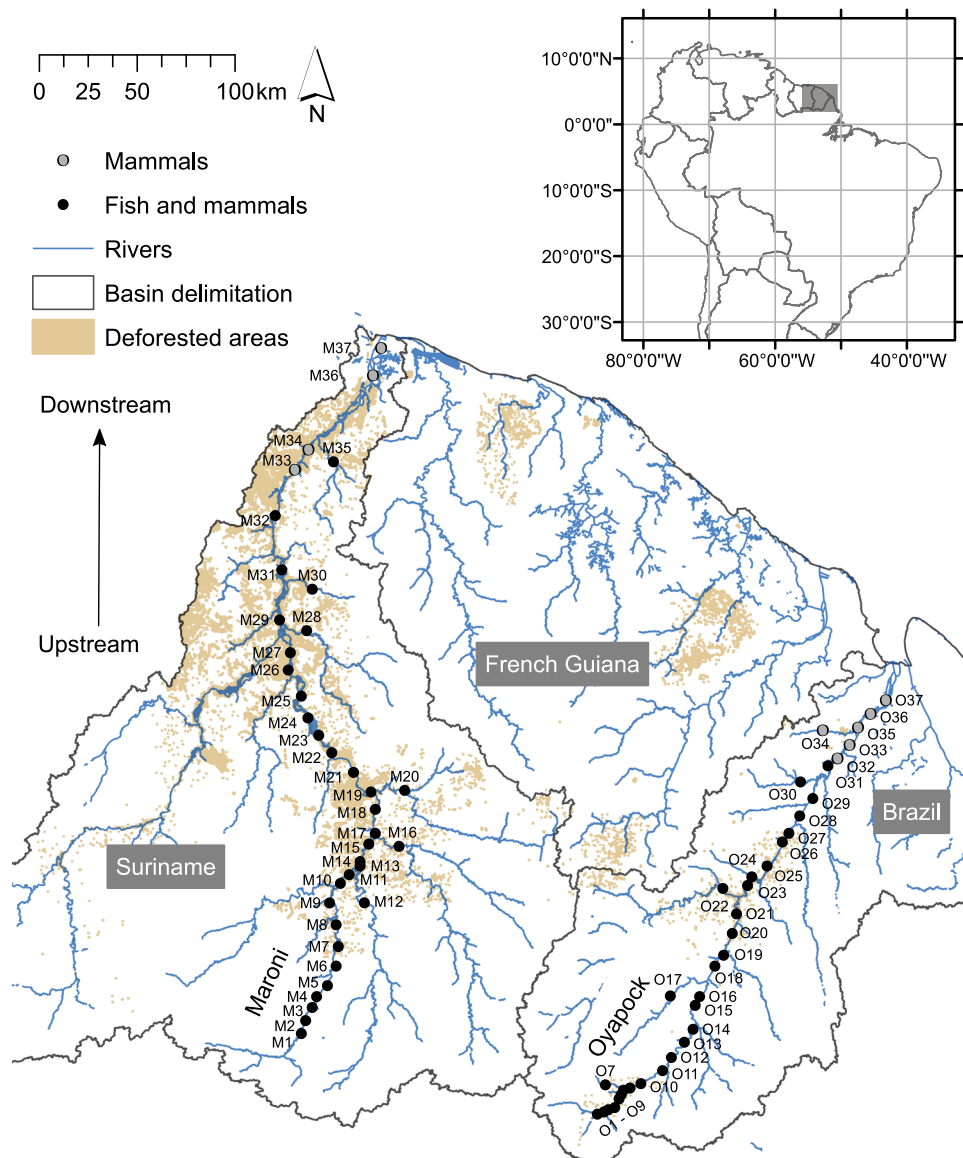 0 25 50 100 km
N
Mammals
Fish and mammals
Rivers
Basin delimitation
Deforested areas
Downstream
Upstream
10°0'0"N
0°0'0"
10°0'0"S
20°0'0"S
30°0'0"S
80°0'0"W 60°0'0"W 40°0'0"W
M37
M36
M34
M35
M33
M32
M31
M30
M29
M28
M27
M26
M25
M24
M23
M22
M21
M20
M19
M18
M17
M16
M15
M14
M13
M11
M10
M9
M12
M8
M7
M6
M5
M4
M3
M2
M1
Maroni
Suriname
French Guiana
Brazil
Oyapock
O37
O36
O35
O34
O33
O32
O31
O30
O29
O28
O27
O26
O24
O25
O23
O22
O21
O20
O19
O18
O17
O16
O15
O14
O13
O12
O11
O7
O10
O1 - O9